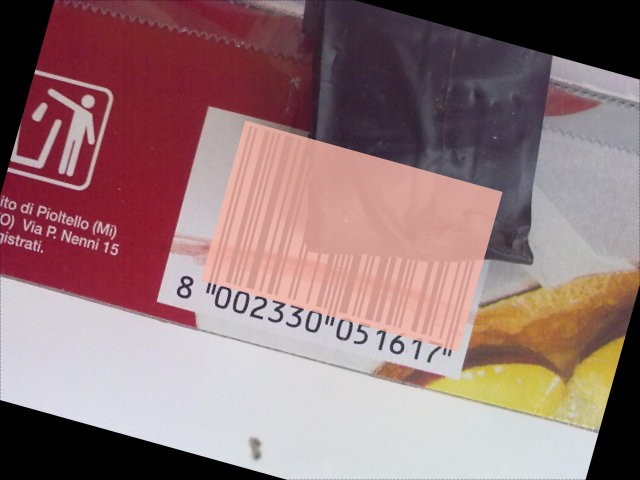 ito di Pioltello (Mi)
O) Via P. Nenni 15
gistrati.
8 "002330"051617"